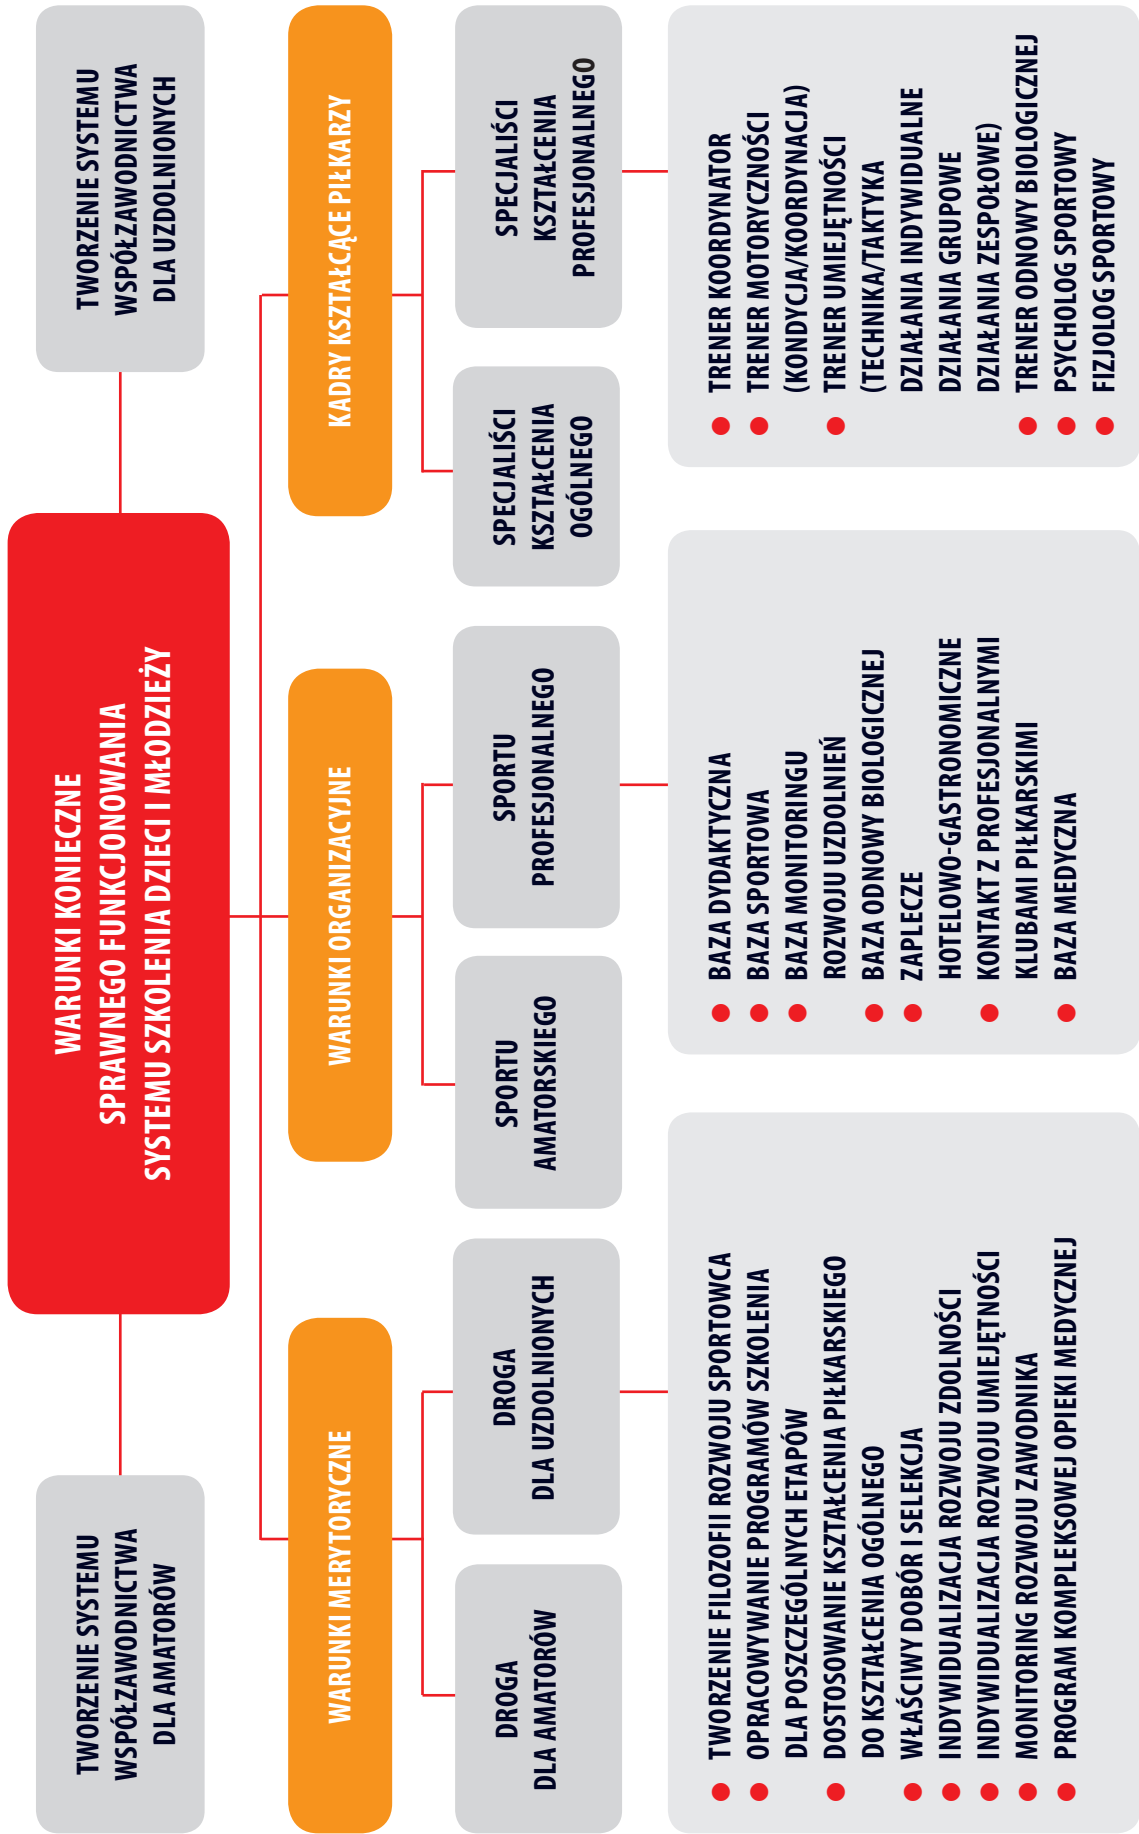 TWORZENIE SYSTEMU
WSPÓŁZAWODNICTWA
DLA AMATORÓW
WARUNKI KONIECZNE
SPRAWNEGO FUNKCJONOWANIA
SYSTEMU SZKOLENIA DZIECI I MŁODZIEŻY
TWORZENIE SYSTEMU
WSPÓŁZAWODNICTWA
DLA UZDOLNIONYCH
WARUNKI MERYTORYCZNE
WARUNKI ORGANIZACYJNE
KADRY KSZTAŁCĄCE PIŁKARZY
DROGA
DLA AMATORÓW
DROGA
DLA UZDOLNIONYCH
SPORTU
AMATORSKIEGO
SPORTU
PROFESJONALNEGO
SPECJALIŚCI
KSZTAŁCENIA
OGÓLNEGO
SPECJALIŚCI
KSZTAŁCENIA
PROFESJONALNEGO
● TWORZENIE FILOZOFII ROZWOJU SPORTOWCA
● OPRACOWYWANIE PROGRAMÓW SZKOLENIA
DLA POSZCZEGÓLNYCH ETAPÓW
● DOSTOSOWANIE KSZTAŁCENIA PIŁKARSKIEGO
DO KSZTAŁCENIA OGÓLNEGO
● WŁAŚCIWY DOBÓR I SELEKCJA
● INDYWIDUALIZACJA ROZWOJU ZDOLNOŚCI
● INDYWIDUALIZACJA ROZWOJU UMIEJĘTNOŚCI
● MONITORING ROZWOJU ZAWODNIKA
● PROGRAM KOMPLEKSOWEJ OPIEKI MEDYCZNEJ
● BAZA DYDAKTYCZNA
● BAZA SPORTOWA
● BAZA MONITORINGU
ROZWOJU UZDOLNIEŃ
● BAZA ODNOWY BIOLOGICZNEJ
● ZAPLECZE
HOTELOWO-GASTRONOMICZNE
● KONTAKT Z PROFESJONALNYMI
KLUBAMI PIŁKARSKIMI
● BAZA MEDYCZNA
● TRENER KOORDYNATOR
● TRENER MOTORYCZNOŚCI
(KONDYCJA/KOORDYNACJA)
● TRENER UMIEJĘTNOŚCI
(TECHNIKA/TAKTYKA
DZIAŁANIA INDYWIDUALNE
DZIAŁANIA GRUPOWE
DZIAŁANIA ZESPOŁOWE)
● TRENER ODNOWY BIOLOGICZNEJ
● PSYCHOLOG SPORTOWY
● FIZJOLOG SPORTOWY